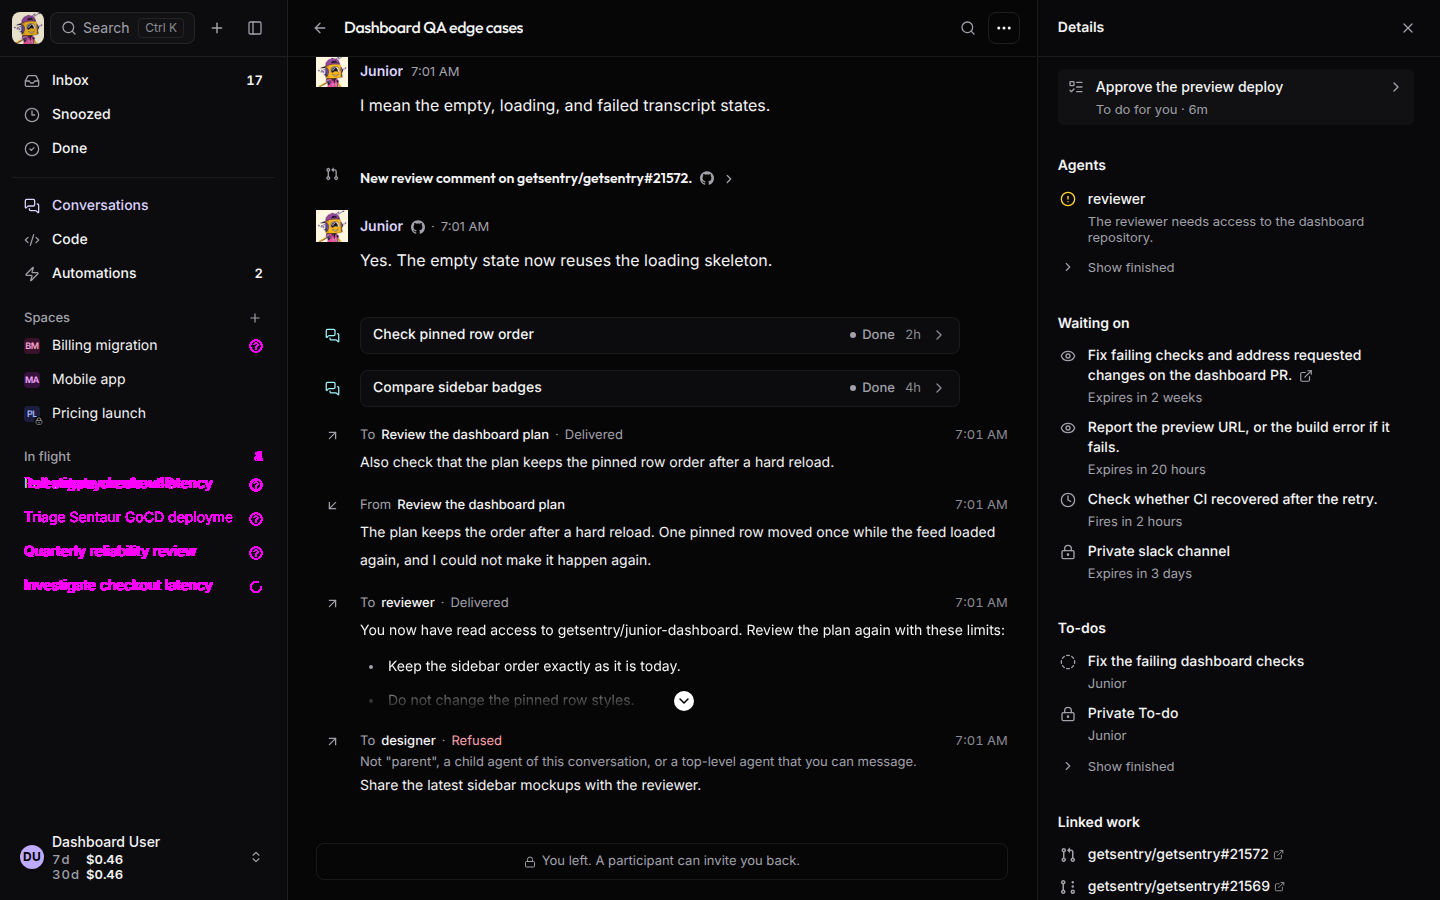 Search Ctrl K
Inbox 17
Snoozed
Done
Conversations
Code
Automations 2
Spaces
BM Billing migration
MA Mobile app
PL Pricing launch
In flight
Triage Sentaur GoCD deployme
Quarterly reliability review
Investigate checkout latency
DU Dashboard User
7d $0.46
30d $0.46
Dashboard QA edge cases
Junior 7:01 AM
I mean the empty, loading, and failed transcript states.
New review comment on getsentry/getsentry#21572.
Junior · 7:01 AM
Yes. The empty state now reuses the loading skeleton.
Check pinned row order Done 2h
Compare sidebar badges Done 4h
To Review the dashboard plan · Delivered 7:01 AM
Also check that the plan keeps the pinned row order after a hard reload.
From Review the dashboard plan 7:01 AM
The plan keeps the order after a hard reload. One pinned row moved once while the feed loaded
again, and I could not make it happen again.
To reviewer · Delivered 7:01 AM
You now have read access to getsentry/junior-dashboard. Review the plan again with these limits:
• Keep the sidebar order exactly as it is today.
• Do not change the pinned row styles.
To designer · Refused 7:01 AM
Not "parent", a child agent of this conversation, or a top-level agent that you can message.
Share the latest sidebar mockups with the reviewer.
You left. A participant can invite you back.
Details
Approve the preview deploy
To do for you · 6m
Agents
reviewer
The reviewer needs access to the dashboard
repository.
Show finished
Waiting on
Fix failing checks and address requested
changes on the dashboard PR.
Expires in 2 weeks
Report the preview URL, or the build error if it
fails.
Expires in 20 hours
Check whether CI recovered after the retry.
Fires in 2 hours
Private slack channel
Expires in 3 days
To-dos
Fix the failing dashboard checks
Junior
Private To-do
Junior
Show finished
Linked work
getsentry/getsentry#21572
getsentry/getsentry#21569